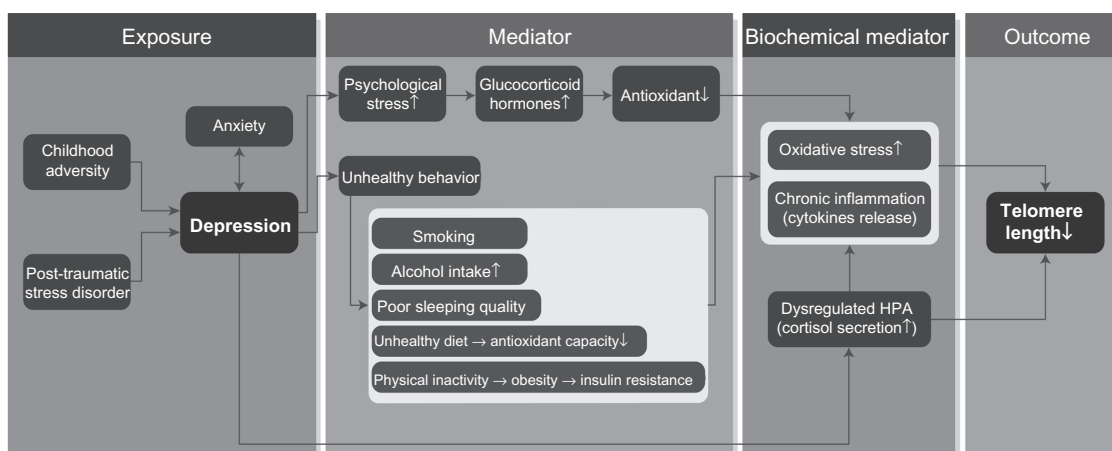 Exposure
Mediator
Biochemical mediator
Outcome
Childhood
adversity
Post-traumatic
stress disorder
Anxiety
Depression
Psychological
stress↑
Glucocorticoid
hormones↑
Antioxidant↓
Unhealthy behavior
Smoking
Alcohol intake↑
Poor sleeping quality
Unhealthy diet → antioxidant capacity↓
Physical inactivity → obesity → insulin resistance
Oxidative stress↑
Chronic inflammation
(cytokines release)
Dysregulated HPA
(cortisol secretion↑)
Telomere
length↓